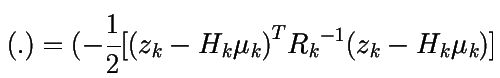 (.) = (-\frac{1}{2}[(z_k - H_k\mu_k)^T R_k^{-1}(z_k - H_k\mu_k)]